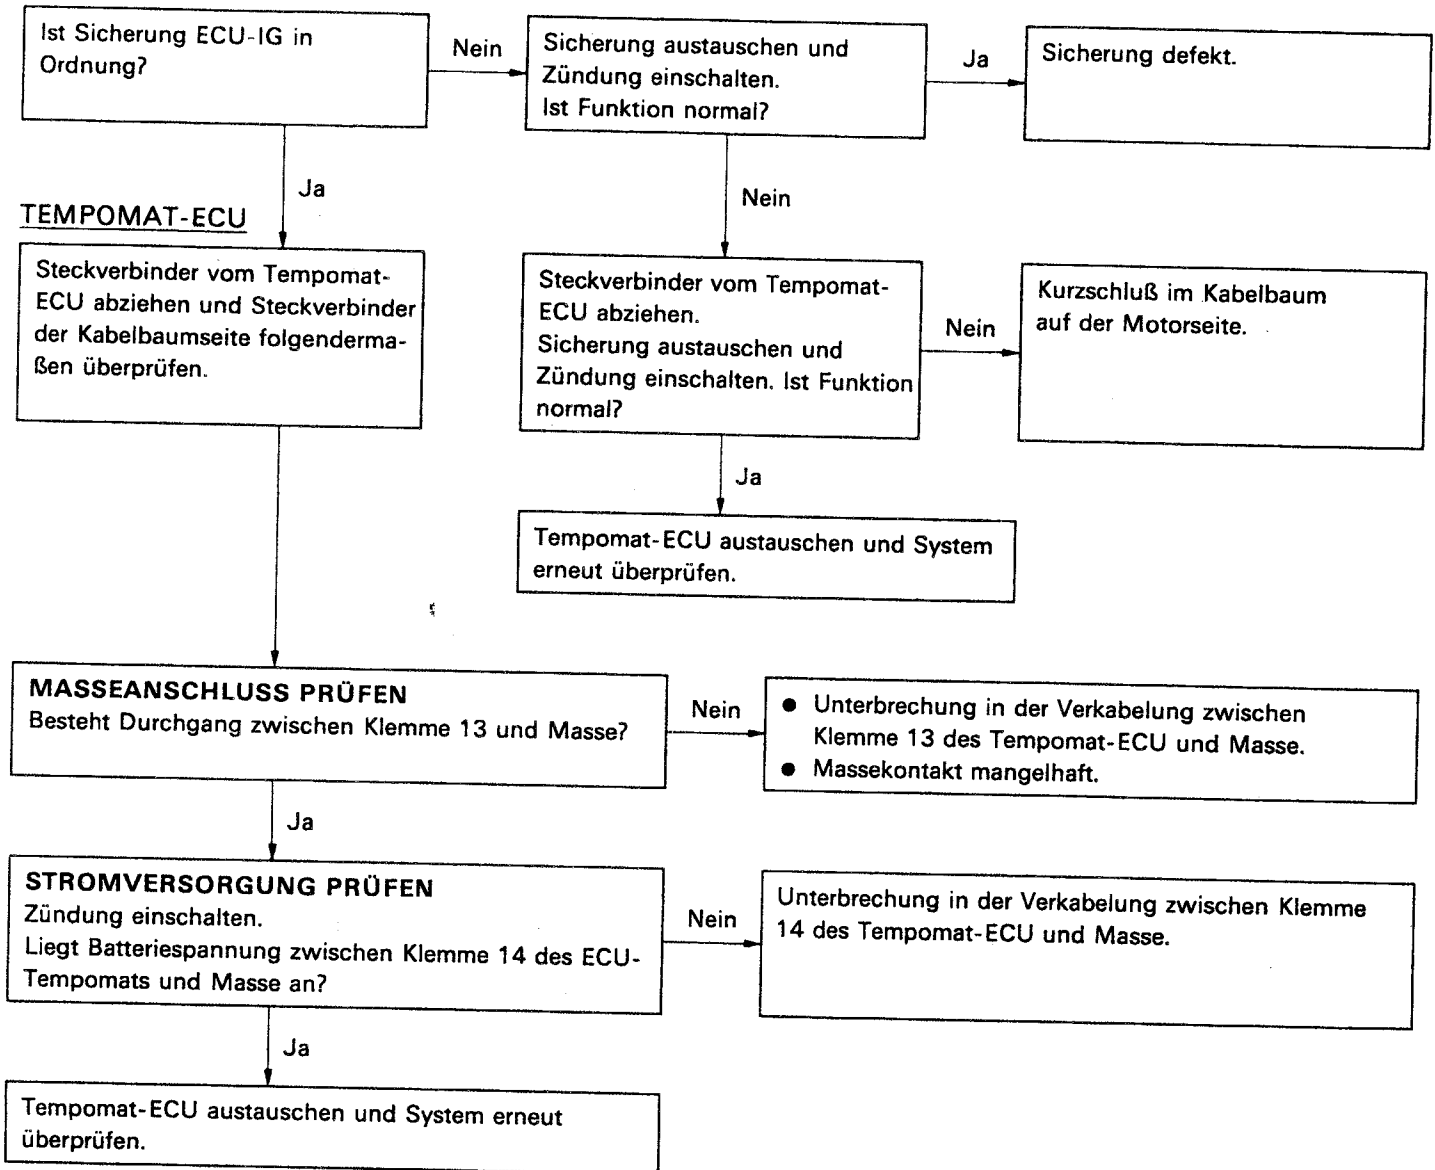 Ist Sicherung ECU-IG in
Ordnung?
Nein
Sicherung austauschen und
Zündung einschalten.
Ist Funktion normal?
Ja
Sicherung defekt.
Ja
Nein
TEMPOMAT-ECU
Steckverbinder vom Tempomat-
ECU abziehen und Steckverbinder
der Kabelbaumseite folgenderma-
ßen überprüfen.
Steckverbinder vom Tempomat-
ECU abziehen.
Sicherung austauschen und
Zündung einschalten. Ist Funktion
normal?
Nein
Kurzschluß im Kabelbaum
auf der Motorseite.
Ja
Tempomat-ECU austauschen und System
erneut überprüfen.
MASSEANSCHLUSS PRÜFEN
Besteht Durchgang zwischen Klemme 13 und Masse?
Nein
● Unterbrechung in der Verkabelung zwischen
Klemme 13 des Tempomat-ECU und Masse.
● Massekontakt mangelhaft.
Ja
STROMVERSORGUNG PRÜFEN
Zündung einschalten.
Liegt Batteriespannung zwischen Klemme 14 des ECU-
Tempomats und Masse an?
Nein
Unterbrechung in der Verkabelung zwischen Klemme
14 des Tempomat-ECU und Masse.
Ja
Tempomat-ECU austauschen und System erneut
überprüfen.